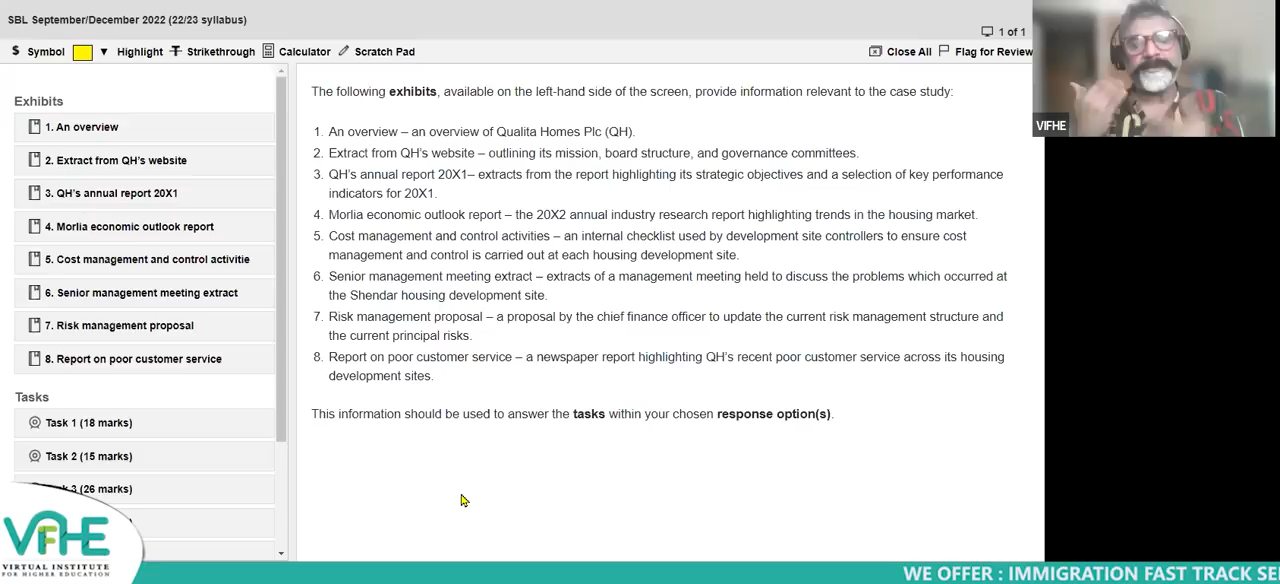 SBL September/December 2022 (22/23 syllabus)
1 of 1
$ Symbol Highlight Strikethrough Calculator Scratch Pad
Close All Flag for Review
VIFHE
Exhibits
1. An overview
2. Extract from QH's website
3. QH's annual report 20X1
4. Morlia economic outlook report
5. Cost management and control activitie
6. Senior management meeting extract
7. Risk management proposal
8. Report on poor customer service
Tasks
Task 1 (18 marks)
Task 2 (15 marks)
3 (26 marks)
The following exhibits, available on the left-hand side of the screen, provide information relevant to the case study:
1. An overview – an overview of Qualita Homes Plc (QH).
2. Extract from QH's website – outlining its mission, board structure, and governance committees.
3. QH's annual report 20X1– extracts from the report highlighting its strategic objectives and a selection of key performance
indicators for 20X1.
4. Morlia economic outlook report – the 20X2 annual industry research report highlighting trends in the housing market.
5. Cost management and control activities – an internal checklist used by development site controllers to ensure cost
management and control is carried out at each housing development site.
6. Senior management meeting extract – extracts of a management meeting held to discuss the problems which occurred at
the Shendar housing development site.
7. Risk management proposal – a proposal by the chief finance officer to update the current risk management structure and
the current principal risks.
8. Report on poor customer service – a newspaper report highlighting QH's recent poor customer service across its housing
development sites.
This information should be used to answer the tasks within your chosen response option(s).
VIFHE
VIRTUAL INSTITUTE
FOR HIGHER EDUCATION
WE OFFER : IMMIGRATION FAST TRACK SE